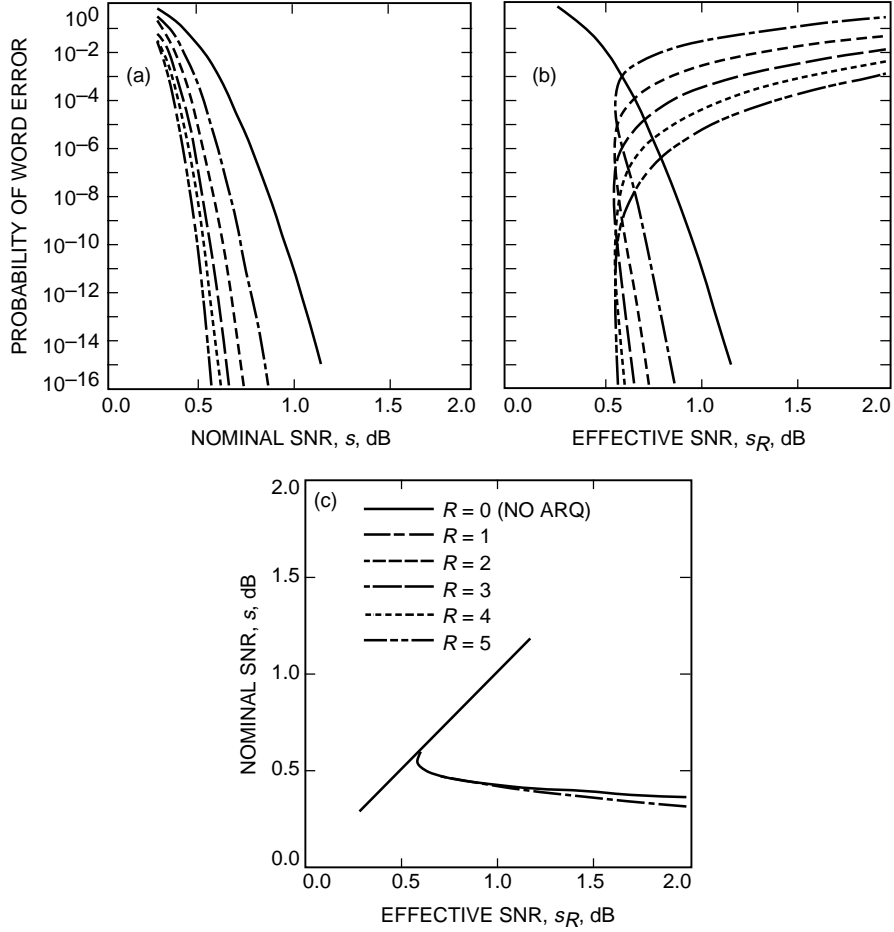 PROBABILITY OF WORD ERROR
10^0
10^–2
10^–4
10^–6
10^–8
10^–10
10^–12
10^–14
10^–16
(a)
0.0 0.5 1.0 1.5 2.0
NOMINAL SNR, s, dB
(b)
0.0 0.5 1.0 1.5 2.0
EFFECTIVE SNR, s_R, dB
NOMINAL SNR, s, dB
2.0
1.5
1.0
0.5
0.0
(c)
R = 0 (NO ARQ)
R = 1
R = 2
R = 3
R = 4
R = 5
0.0 0.5 1.0 1.5 2.0
EFFECTIVE SNR, s_R, dB